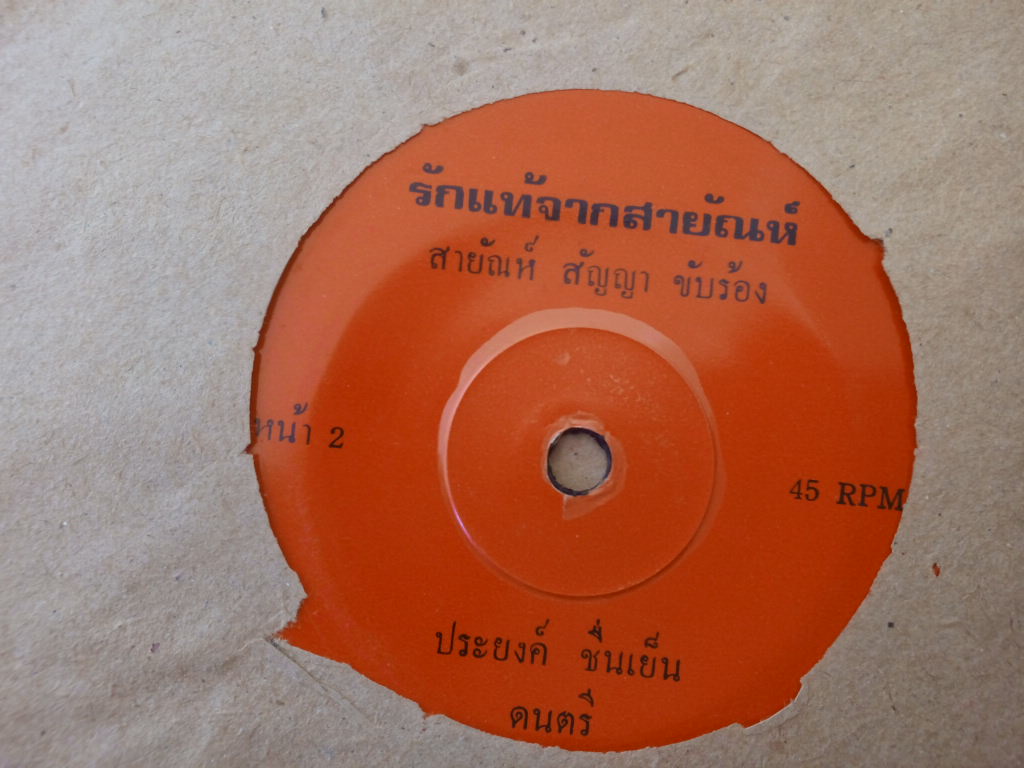 รักแท้จากสายัณห์
สายัณห์ สัญญา ขับร้อง
หน้า 2
45 RPM
ประยงค์ ชื่นเย็น
ดนตรี